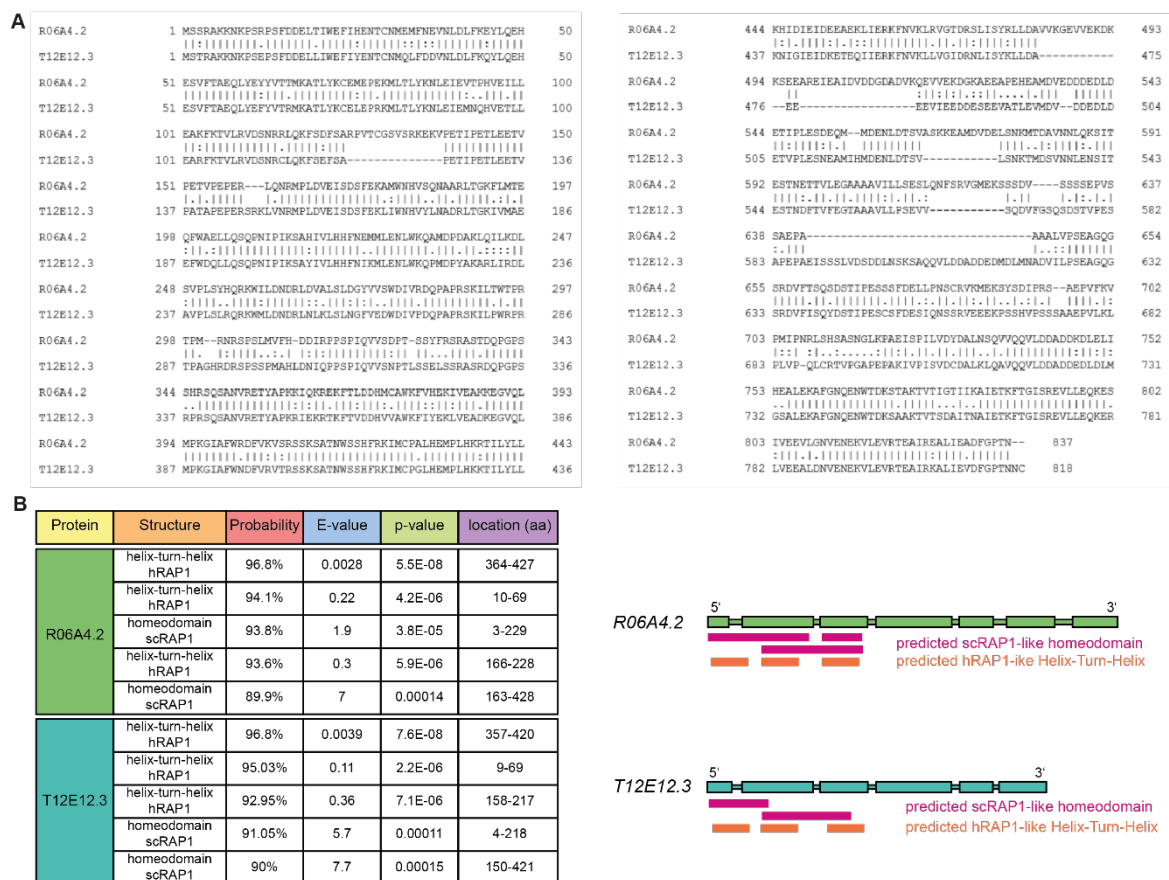 A
R06A4.2 1 MSSRAKKNKPSRPSFDDELTIWEFIHENTCNMEMFNEVNLDLFKEYLQEH 50
T12E12.3 1 MSTRAKKNKPSPEFDDELLIWEFIYENTCNMQLFDDVNLDLFKEYLQEH 50
R06A4.2 51 ESVFTAEQLYEYYVTTMKATLYKCEMEPEKMLTLYKNLEIEVTPHVEILL 100
T12E12.3 51 ESVFTAEQLYEYFVTRMKATLYKCELEPRKMLTLYKNLEIEMNQHVETLL 100
R06A4.2 101 EAKFKTVLRVDSNRRLQKFSDFSARPVTCGSVSRKEKVPETIPETLEETV 150
T12E12.3 101 EARFKTVLRVDSNRCLQKFSEFSA--------------PETIPETLEETV 136
R06A4.2 151 PETVPEPER---LQNRMPLDVEISDSFEKAMWNHVSQNAARLTGKFLMTE 197
T12E12.3 137 PATAPEPERSRKLVNRMPLDVEISDSFEKLIWNHVYLNADRLTGKIVMAE 186
R06A4.2 198 QFWAELLQSQPNIPIKSAHIVLHHFNEMMLENLWKQAMDPDAKLQILKDL 247
T12E12.3 187 EFWDQLLQSQPNIPIKSAYIVLHHFNIKMLENLWKQPMDPYAKARLIRDL 236
R06A4.2 248 SVPLSYHQRKWILDNDRLDVALSLDGYVVSWDIVRDQPAPRSKILTWTPR 297
T12E12.3 237 AVPLSLRQRKWMLDNDRLNLKLSLNGFVEDWDIVPDQPAPRSKILPWRPR 286
R06A4.2 298 TPM--RNRSPSLMVFH-DDIRPPSPIQVVSDPT--SSYFRSRASTDQPGPS 343
T12E12.3 287 TPAGHRDRSPSSPMAHLDNIQPPSPIQVVSNPTLSSELSSRASRPSDQPGPS 336
R06A4.2 344 SHRSQSANVRETYAPKKIQKREKFTLDDHMCAWKFVHEKIVEAKKEGVQL 393
T12E12.3 337 RPRSQSANVRETYAPKRIEKRTKFTVDDHVVAWKFIYEKLVEADKEGVQL 386
R06A4.2 394 MPKGIAFWRDFVKVSRSSKSATNWSSHFRKIMCPALHEMPLHKRTILYLL 443
T12E12.3 387 MPKGIAFWNDFVRVTRSSKSATNWSSHFRKIMCPGLHEMPLHKKTILYLL 436
R06A4.2 444 KHIDIEIDEEAEKLIERKFNVKLRVGTDRSLISYRLLDAVVKGEVVEKDK 493
T12E12.3 437 KNIGIEIDKETEQIIERKFNVKLLVGIDRNLISYKLLDA----------- 475
R06A4.2 494 KSEEAREIEAIDVDDGDADVKQEVVEKDGKAEEAPEHEAMDVEDDDEDLD 543
T12E12.3 476 --EE-----------------EEVIEEDDESEEVATLEVMDV--DDEDLD 504
R06A4.2 544 ETIPLESDEQM--MDENLDTSVASKKEAMDVDELSNKMTDAVNNLQKSIT 591
T12E12.3 505 ETVPLESNEAMIHMDENLDTSV-----------LSNKTMDSVNNLENSIT 543
R06A4.2 592 ESTNETTVLEGAAAAVILLSESLQNFSRVGMEKSSSDV----SSSSEPVS 637
T12E12.3 544 ESTNDFTVFEGTAAAVLLPSEVV-----------SQDVFGSQSDSTVPES 582
R06A4.2 638 SAEPA--------------------------------AAALVPSEAGQG 654
T12E12.3 583 APEPAEISSSLVDSDDLNSKSAQQVLDDADDEDMDLMNADVILPSEAGQG 632
R06A4.2 655 SRDVFTSQSDSTIPESSSFDELLPNSCRVKMEKSYSDIPRS--AEPVFKV 702
T12E12.3 633 SRDVFISQYDSTIPESLSFDESIQNSSRVEEEKPSSHVPSSSAAEPVLKL 682
R06A4.2 703 PMIPNRLSHSASNGLKPAEISPILVDYDALNSQVVQQVLDDADDKDLELI 752
T12E12.3 683 PLVP-QLCRTVPGAPEPAKIVPISVDCDALKLQAVQQVLDDADDEDLMDL 731
R06A4.2 753 HEALEKAFGNQENWTDKSTAKTVTIGTIIKAIETKFTGISREVLLEQKES 802
T12E12.3 732 GSALEKAFGNQENWTDKSAAKTVTSDAITNAIETKFTGISREVLLEQKER 781
R06A4.2 803 IVEEVLGNVENEKVLEVRTEAIREALIEADFGPTN-- 837
T12E12.3 782 LVEEALDNVENEKVLEVRTEAIRKALIEVDFGPTNNC 818
B
Protein Structure Probability E-value p-value location (aa)
R06A4.2
helix-turn-helix hRAP1 96.8% 0.0028 5.5E-08 364-427
helix-turn-helix hRAP1 94.1% 0.22 4.2E-06 10-69
homeodomain scRAP1 93.8% 1.9 3.8E-05 3-229
helix-turn-helix hRAP1 93.6% 0.3 5.9E-06 166-228
homeodomain scRAP1 89.9% 7 0.00014 163-428
T12E12.3
helix-turn-helix hRAP1 96.8% 0.0039 7.6E-08 357-420
helix-turn-helix hRAP1 95.03% 0.11 2.2E-06 9-69
helix-turn-helix hRAP1 92.95% 0.36 7.1E-06 158-217
homeodomain scRAP1 91.05% 5.7 0.00011 4-218
homeodomain scRAP1 90% 7.7 0.00015 150-421
5' 3'
R06A4.2
predicted scRAP1-like homeodomain
predicted hRAP1-like Helix-Turn-Helix
5' 3'
T12E12.3
predicted scRAP1-like homeodomain
predicted hRAP1-like Helix-Turn-Helix